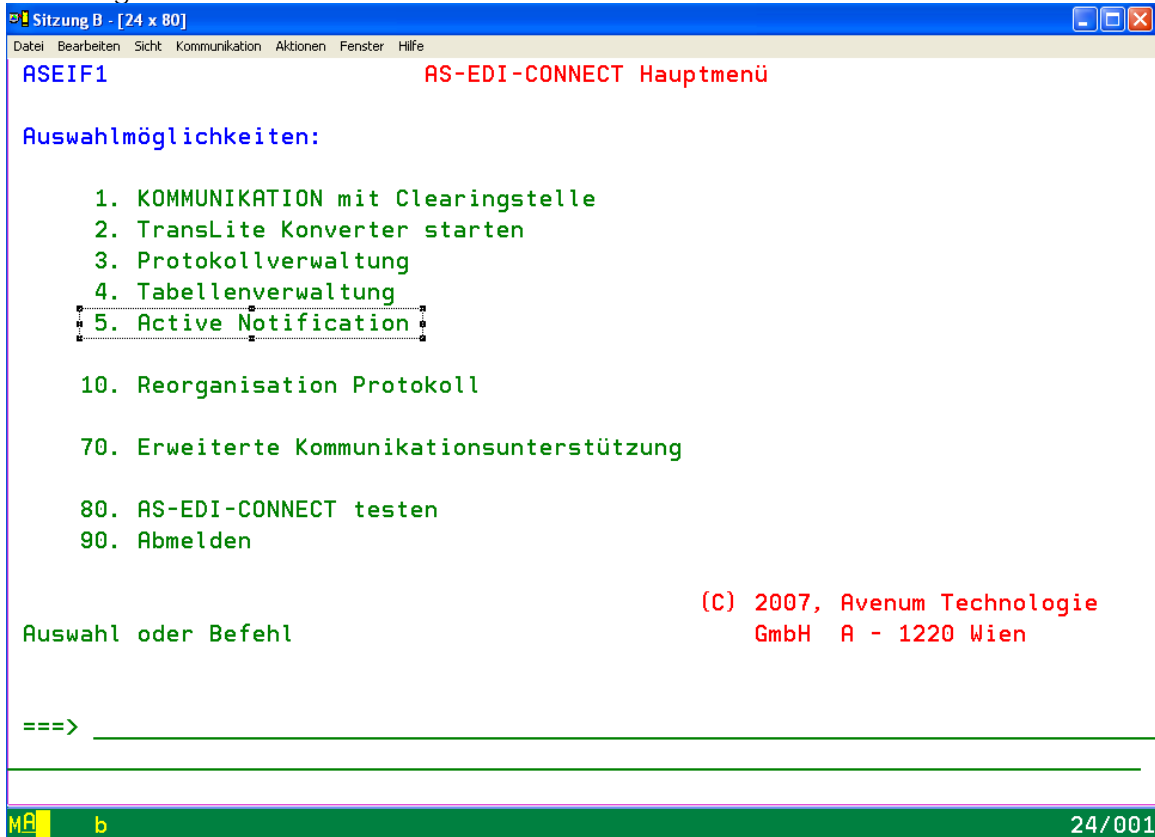 Sitzung B - [24 x 80]
Datei Bearbeiten Sicht Kommunikation Aktionen Fenster Hilfe
ASEIF1 AS-EDI-CONNECT Hauptmenü
Auswahlmöglichkeiten:
1. KOMMUNIKATION mit Clearingstelle
2. TransLite Konverter starten
3. Protokollverwaltung
4. Tabellenverwaltung
5. Active Notification
10. Reorganisation Protokoll
70. Erweiterte Kommunikationsunterstützung
80. AS-EDI-CONNECT testen
90. Abmelden
(C) 2007, Avenum Technologie
Auswahl oder Befehl GmbH A - 1220 Wien
===>
MA b 24/001